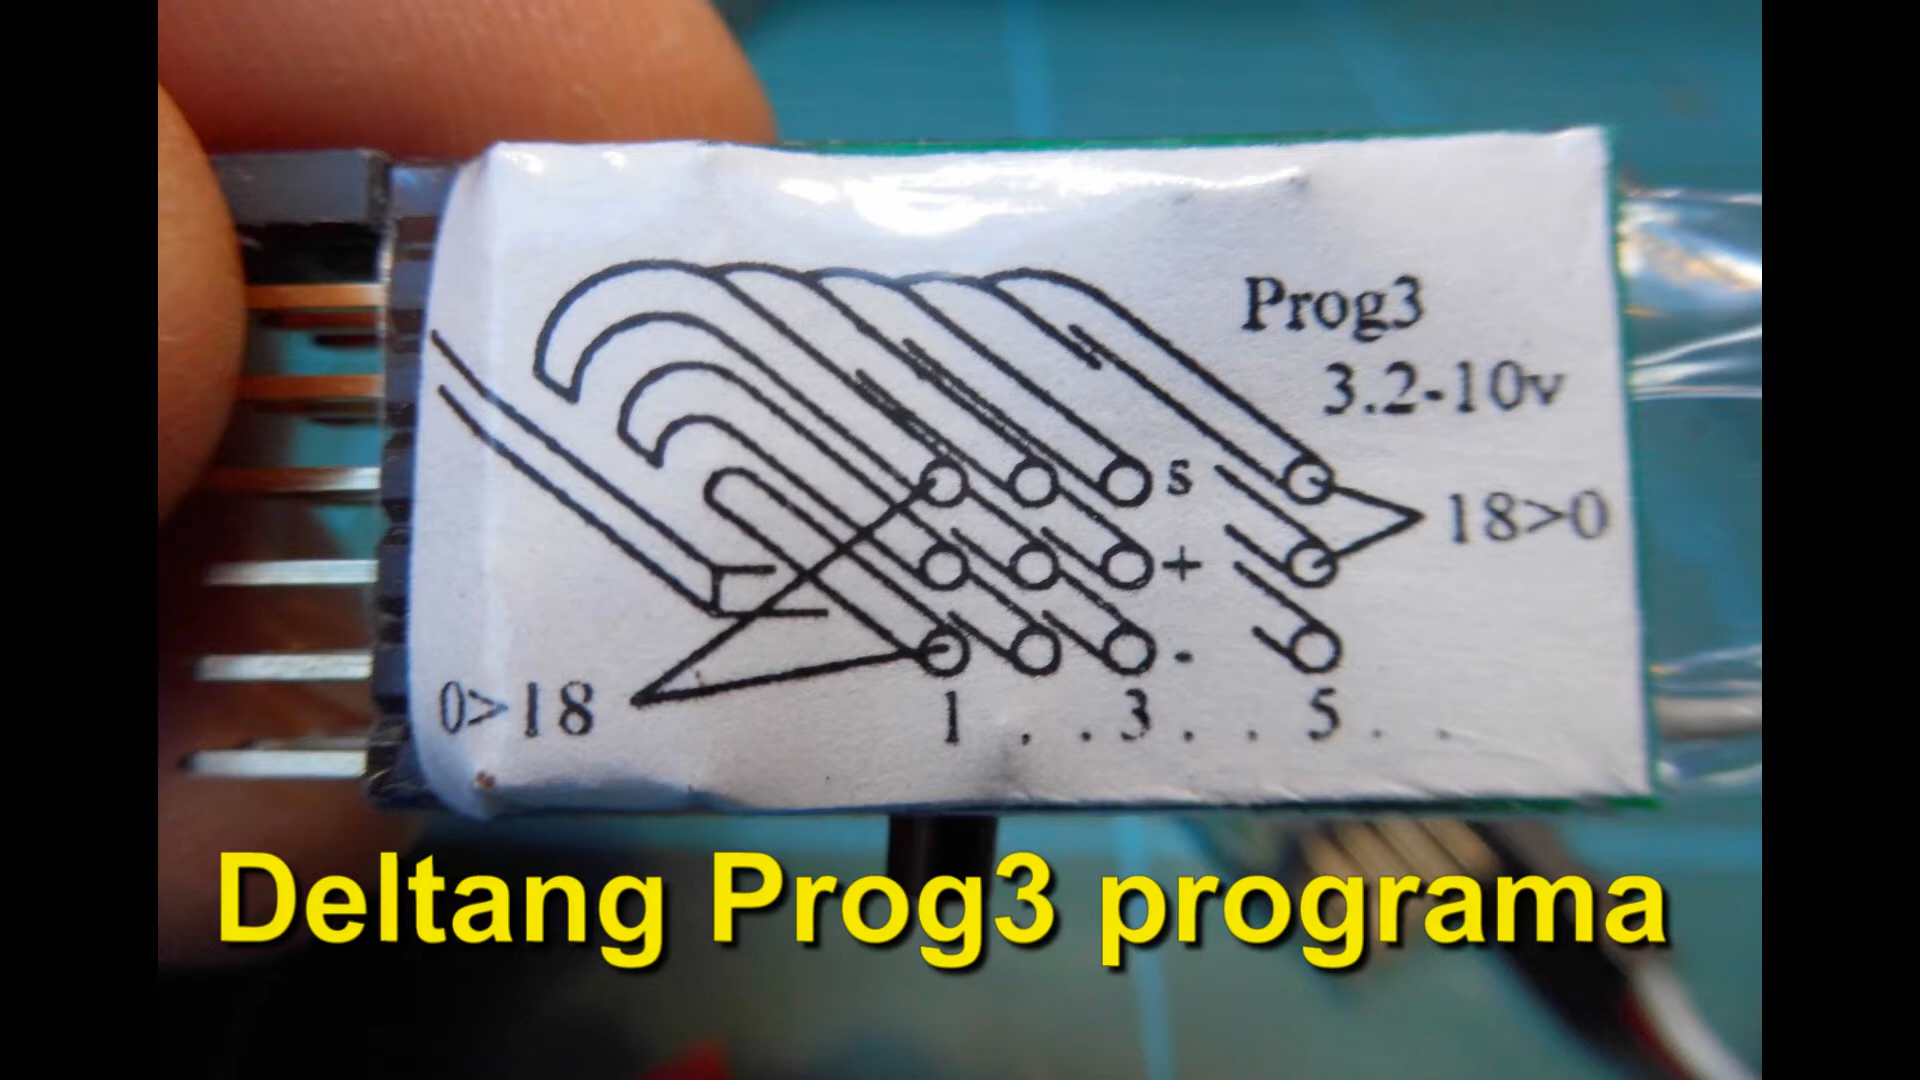 Prog3
3.2-10v
s
+
18>0
-
0>18
1 . . 3 . . 5 . .
Deltang Prog3 programa